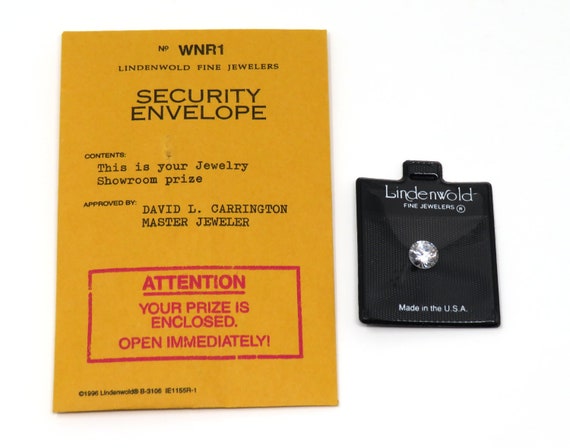 Nº WNR1
LINDENWOLD FINE JEWELERS
SECURITY
ENVELOPE
CONTENTS:
This is your Jewelry
Showroom prize
APPROVED BY: DAVID L. CARRINGTON
MASTER JEWELER
ATTENTION
YOUR PRIZE IS
ENCLOSED.
OPEN IMMEDIATELY!
©1996 Lindenwold® B-3106 IE1155R-1
Lindenwold
FINE JEWELERS ®
Made in the U.S.A.